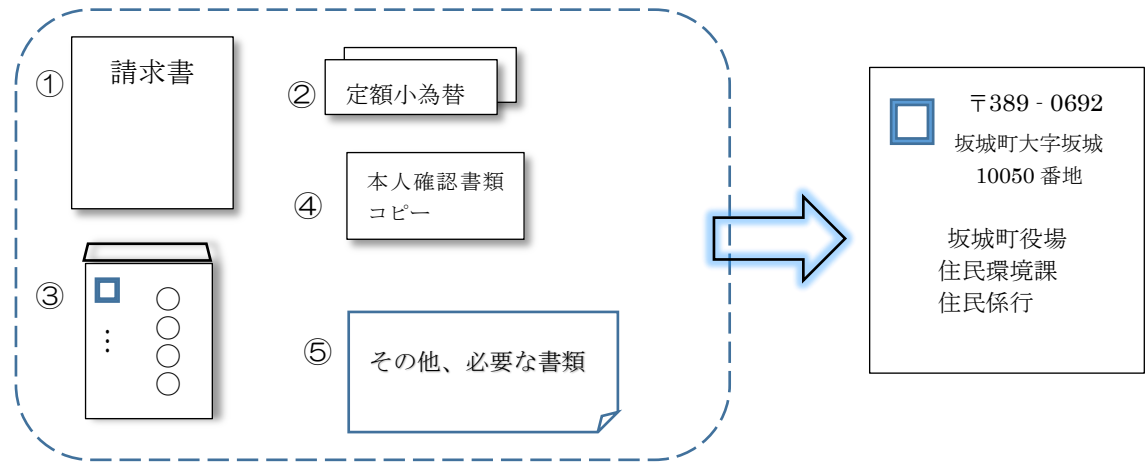 ① 請求書
② 定額小為替
③
○
○
○
○
⋮
④ 本人確認書類
コピー
⑤ その他、必要な書類
〒389 - 0692
坂城町大字坂城
10050 番地
坂城町役場
住民環境課
住民係行